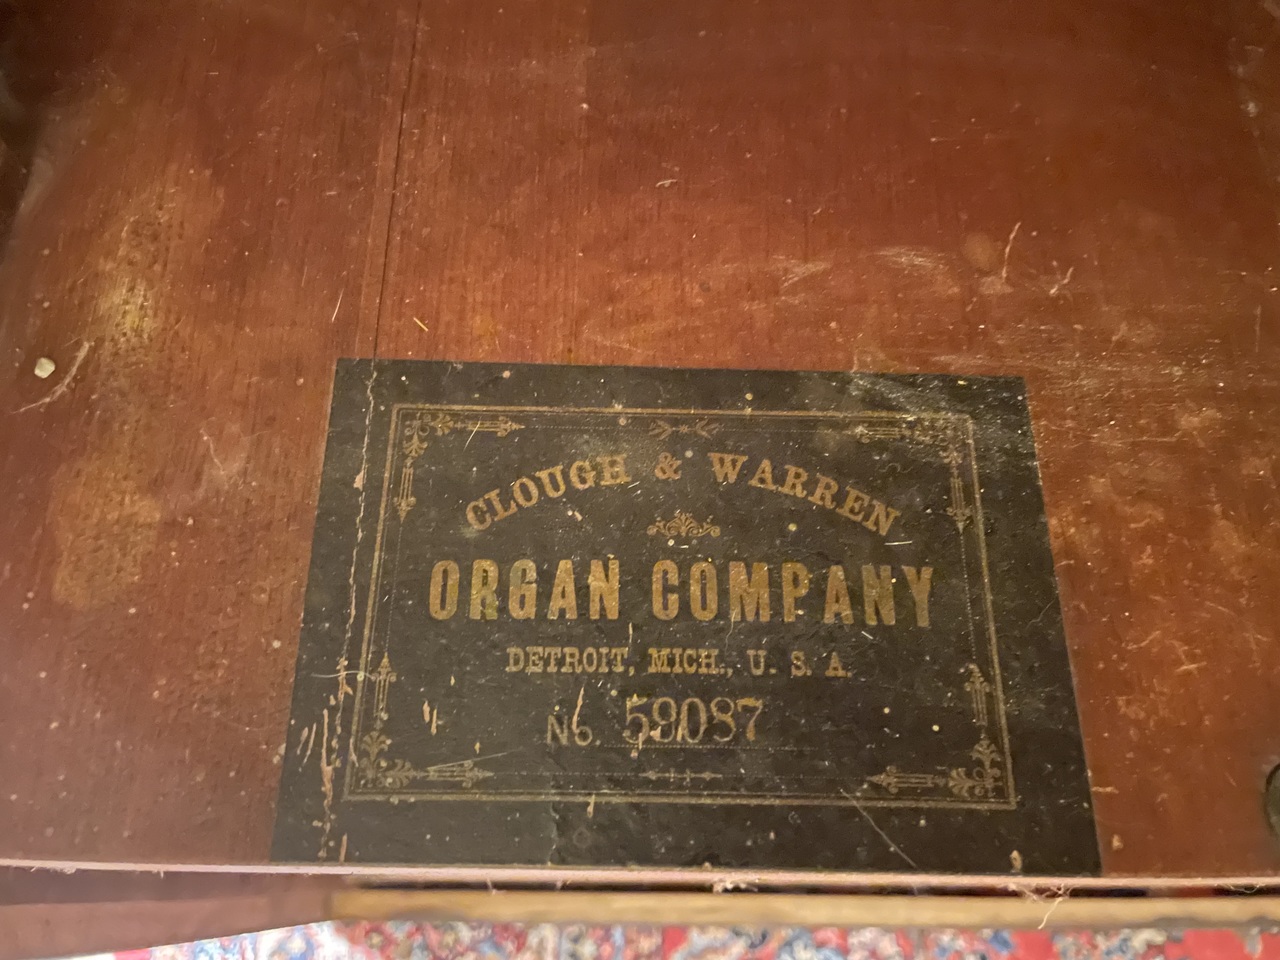 CLOUGH & WARREN
ORGAN COMPANY
DETROIT, MICH., U. S. A.
No. 59087